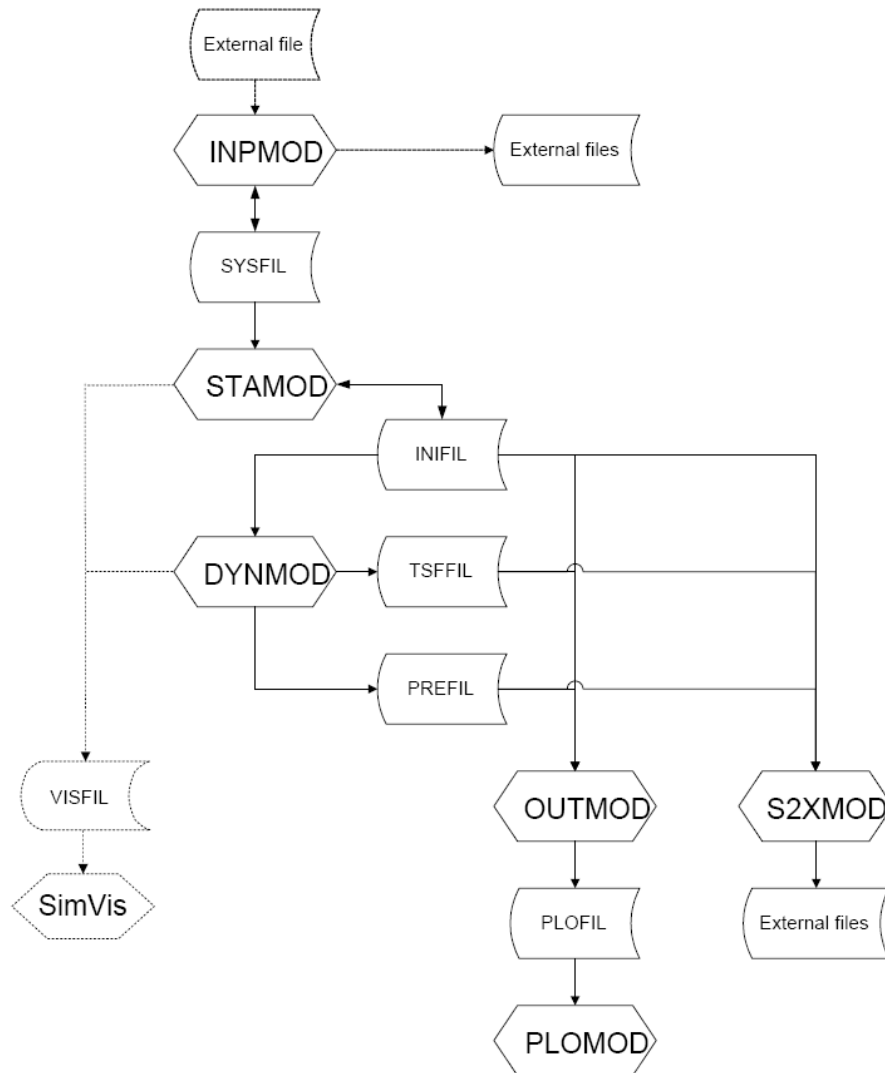 External file
INPMOD
External files
SYSFIL
STAMOD
INIFIL
DYNMOD
TSFFIL
PREFIL
VISFIL
OUTMOD
S2XMOD
SimVis
PLOFIL
External files
PLOMOD